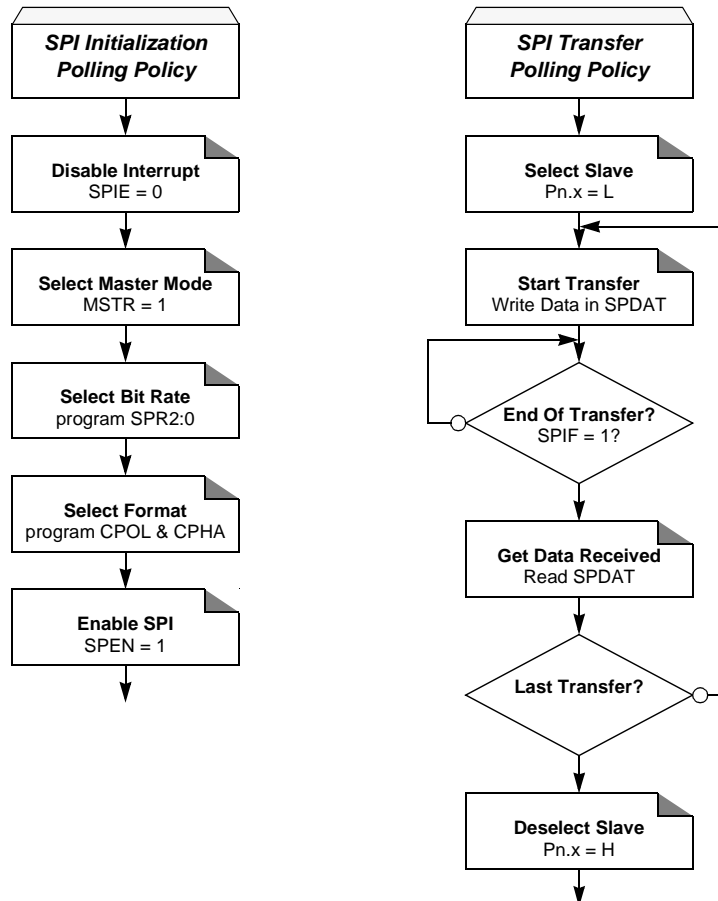 SPI Initialization
Polling Policy
Disable Interrupt
SPIE = 0
Select Master Mode
MSTR = 1
Select Bit Rate
program SPR2:0
Select Format
program CPOL & CPHA
Enable SPI
SPEN = 1
SPI Transfer
Polling Policy
Select Slave
Pn.x = L
Start Transfer
Write Data in SPDAT
End Of Transfer?
SPIF = 1?
Get Data Received
Read SPDAT
Last Transfer?
Deselect Slave
Pn.x = H